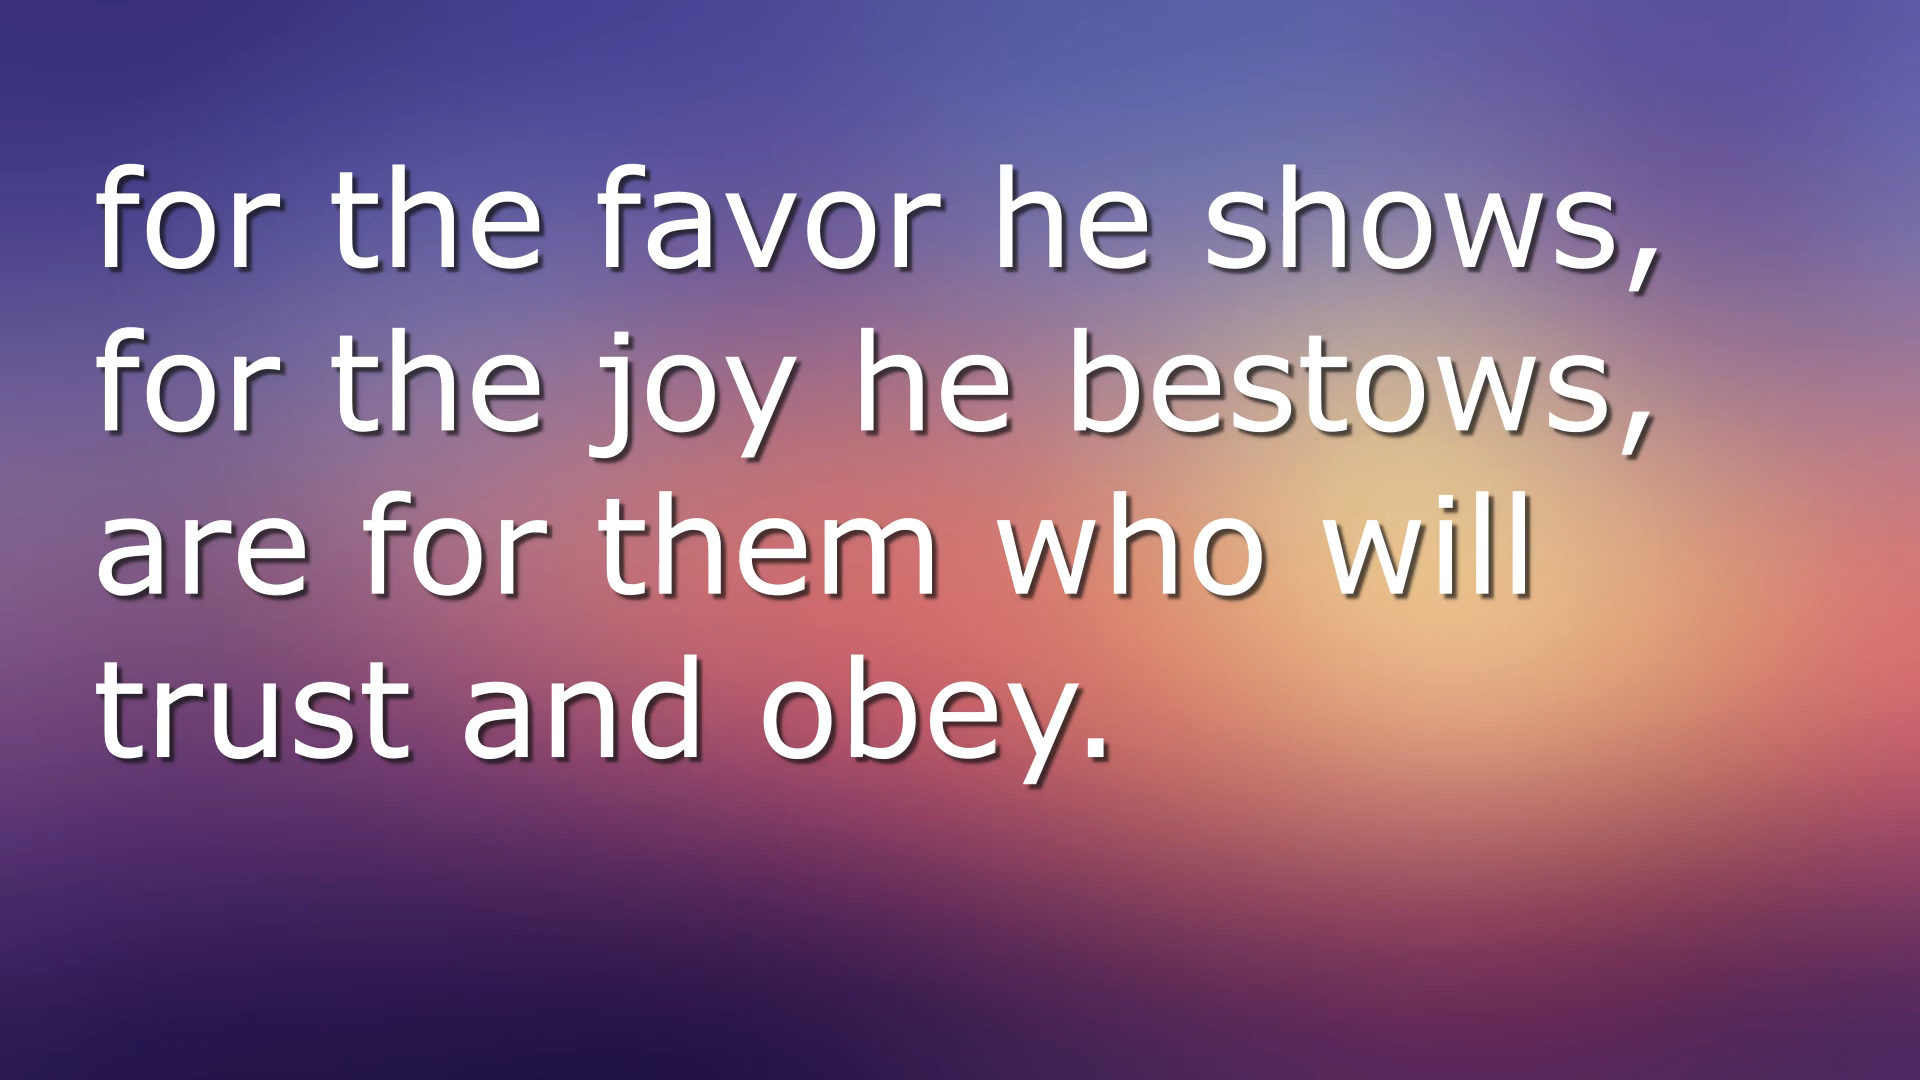 for the favor he shows,
for the joy he bestows,
are for them who will
trust and obey.